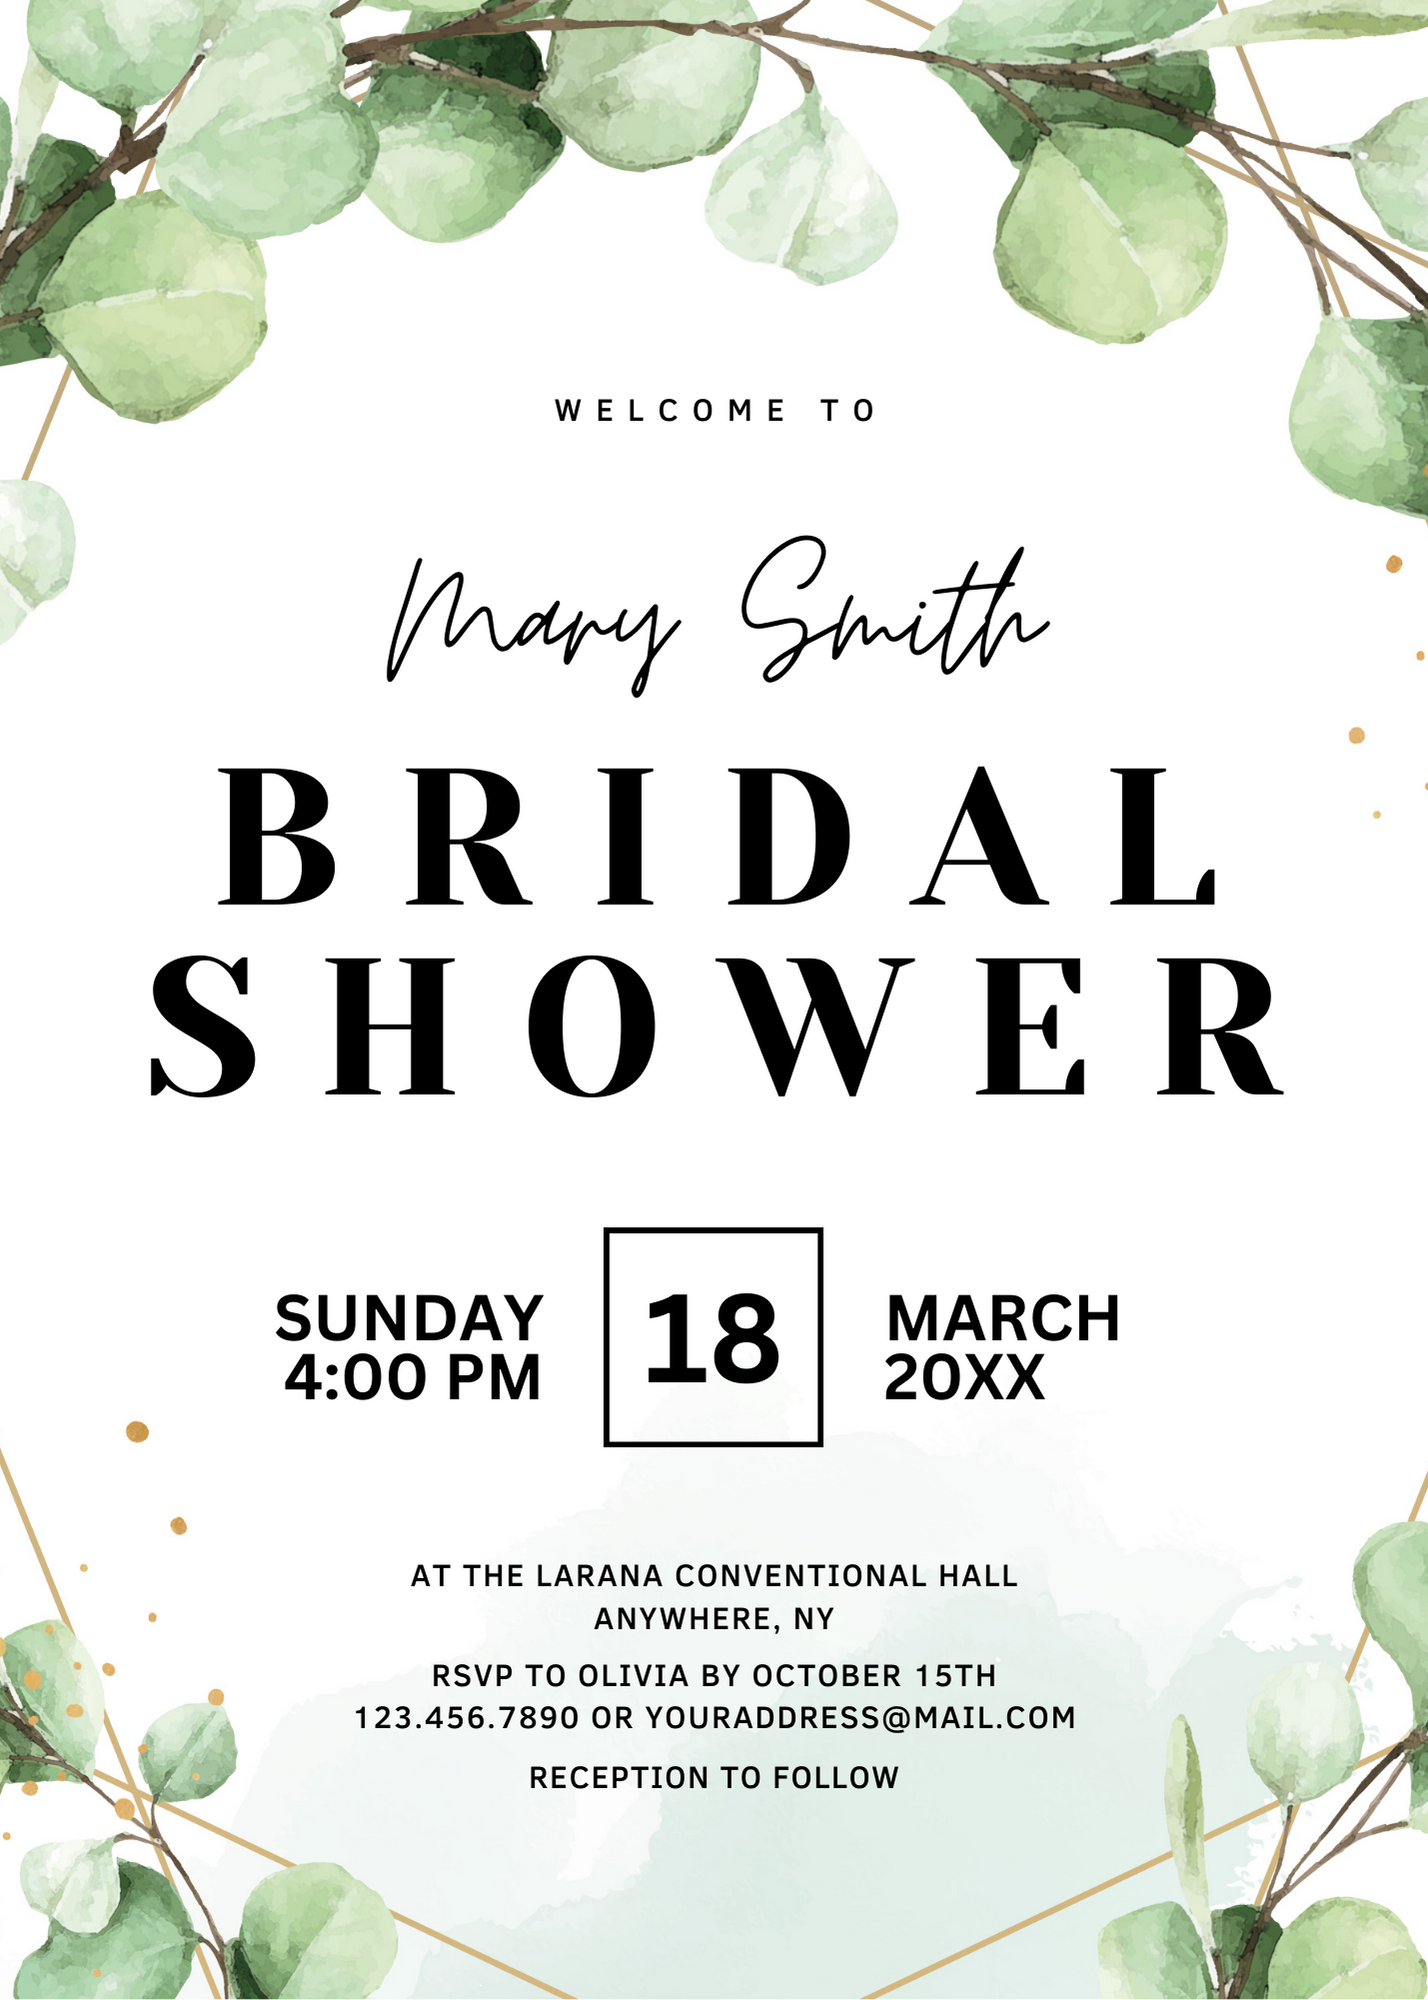 WELCOME TO
Mary Smith
BRIDAL
SHOWER
SUNDAY
4:00 PM
18
MARCH
20XX
AT THE LARANA CONVENTIONAL HALL
ANYWHERE, NY
RSVP TO OLIVIA BY OCTOBER 15TH
123.456.7890 OR YOURADDRESS@MAIL.COM
RECEPTION TO FOLLOW